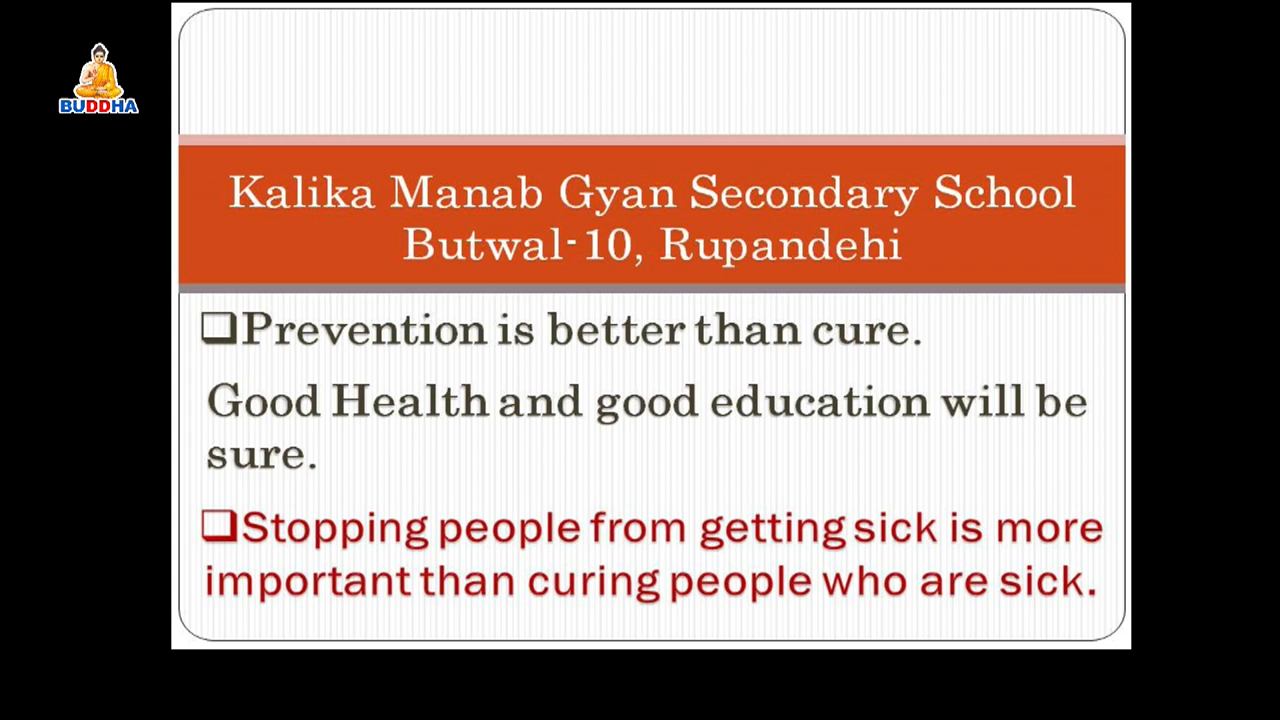 BUDDHA
Kalika Manab Gyan Secondary School
Butwal-10, Rupandehi
❑Prevention is better than cure.
Good Health and good education will be
sure.
❑Stopping people from getting sick is more
important than curing people who are sick.